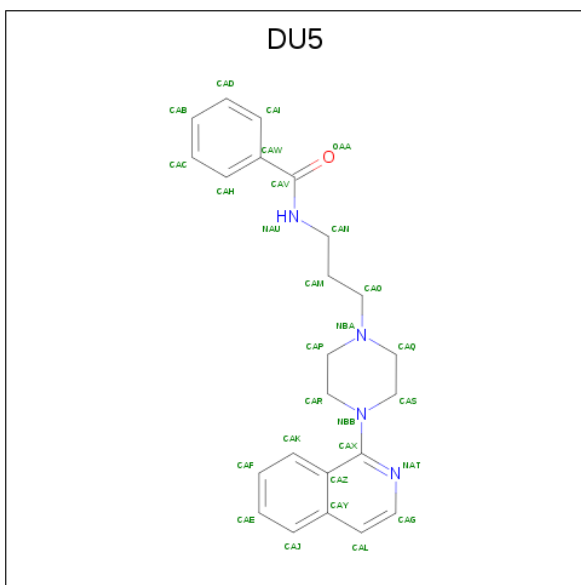 DU5
CAD
CAB CAI
CAW OAA
CAC CAV
CAH
HN
NAU CAN
CAM CAO
NBA N
CAP CAQ
CAR CAS
N
NBB
CAK CAX
CAF CAZ N NAT
CAE CAY CAG
CAJ CAL